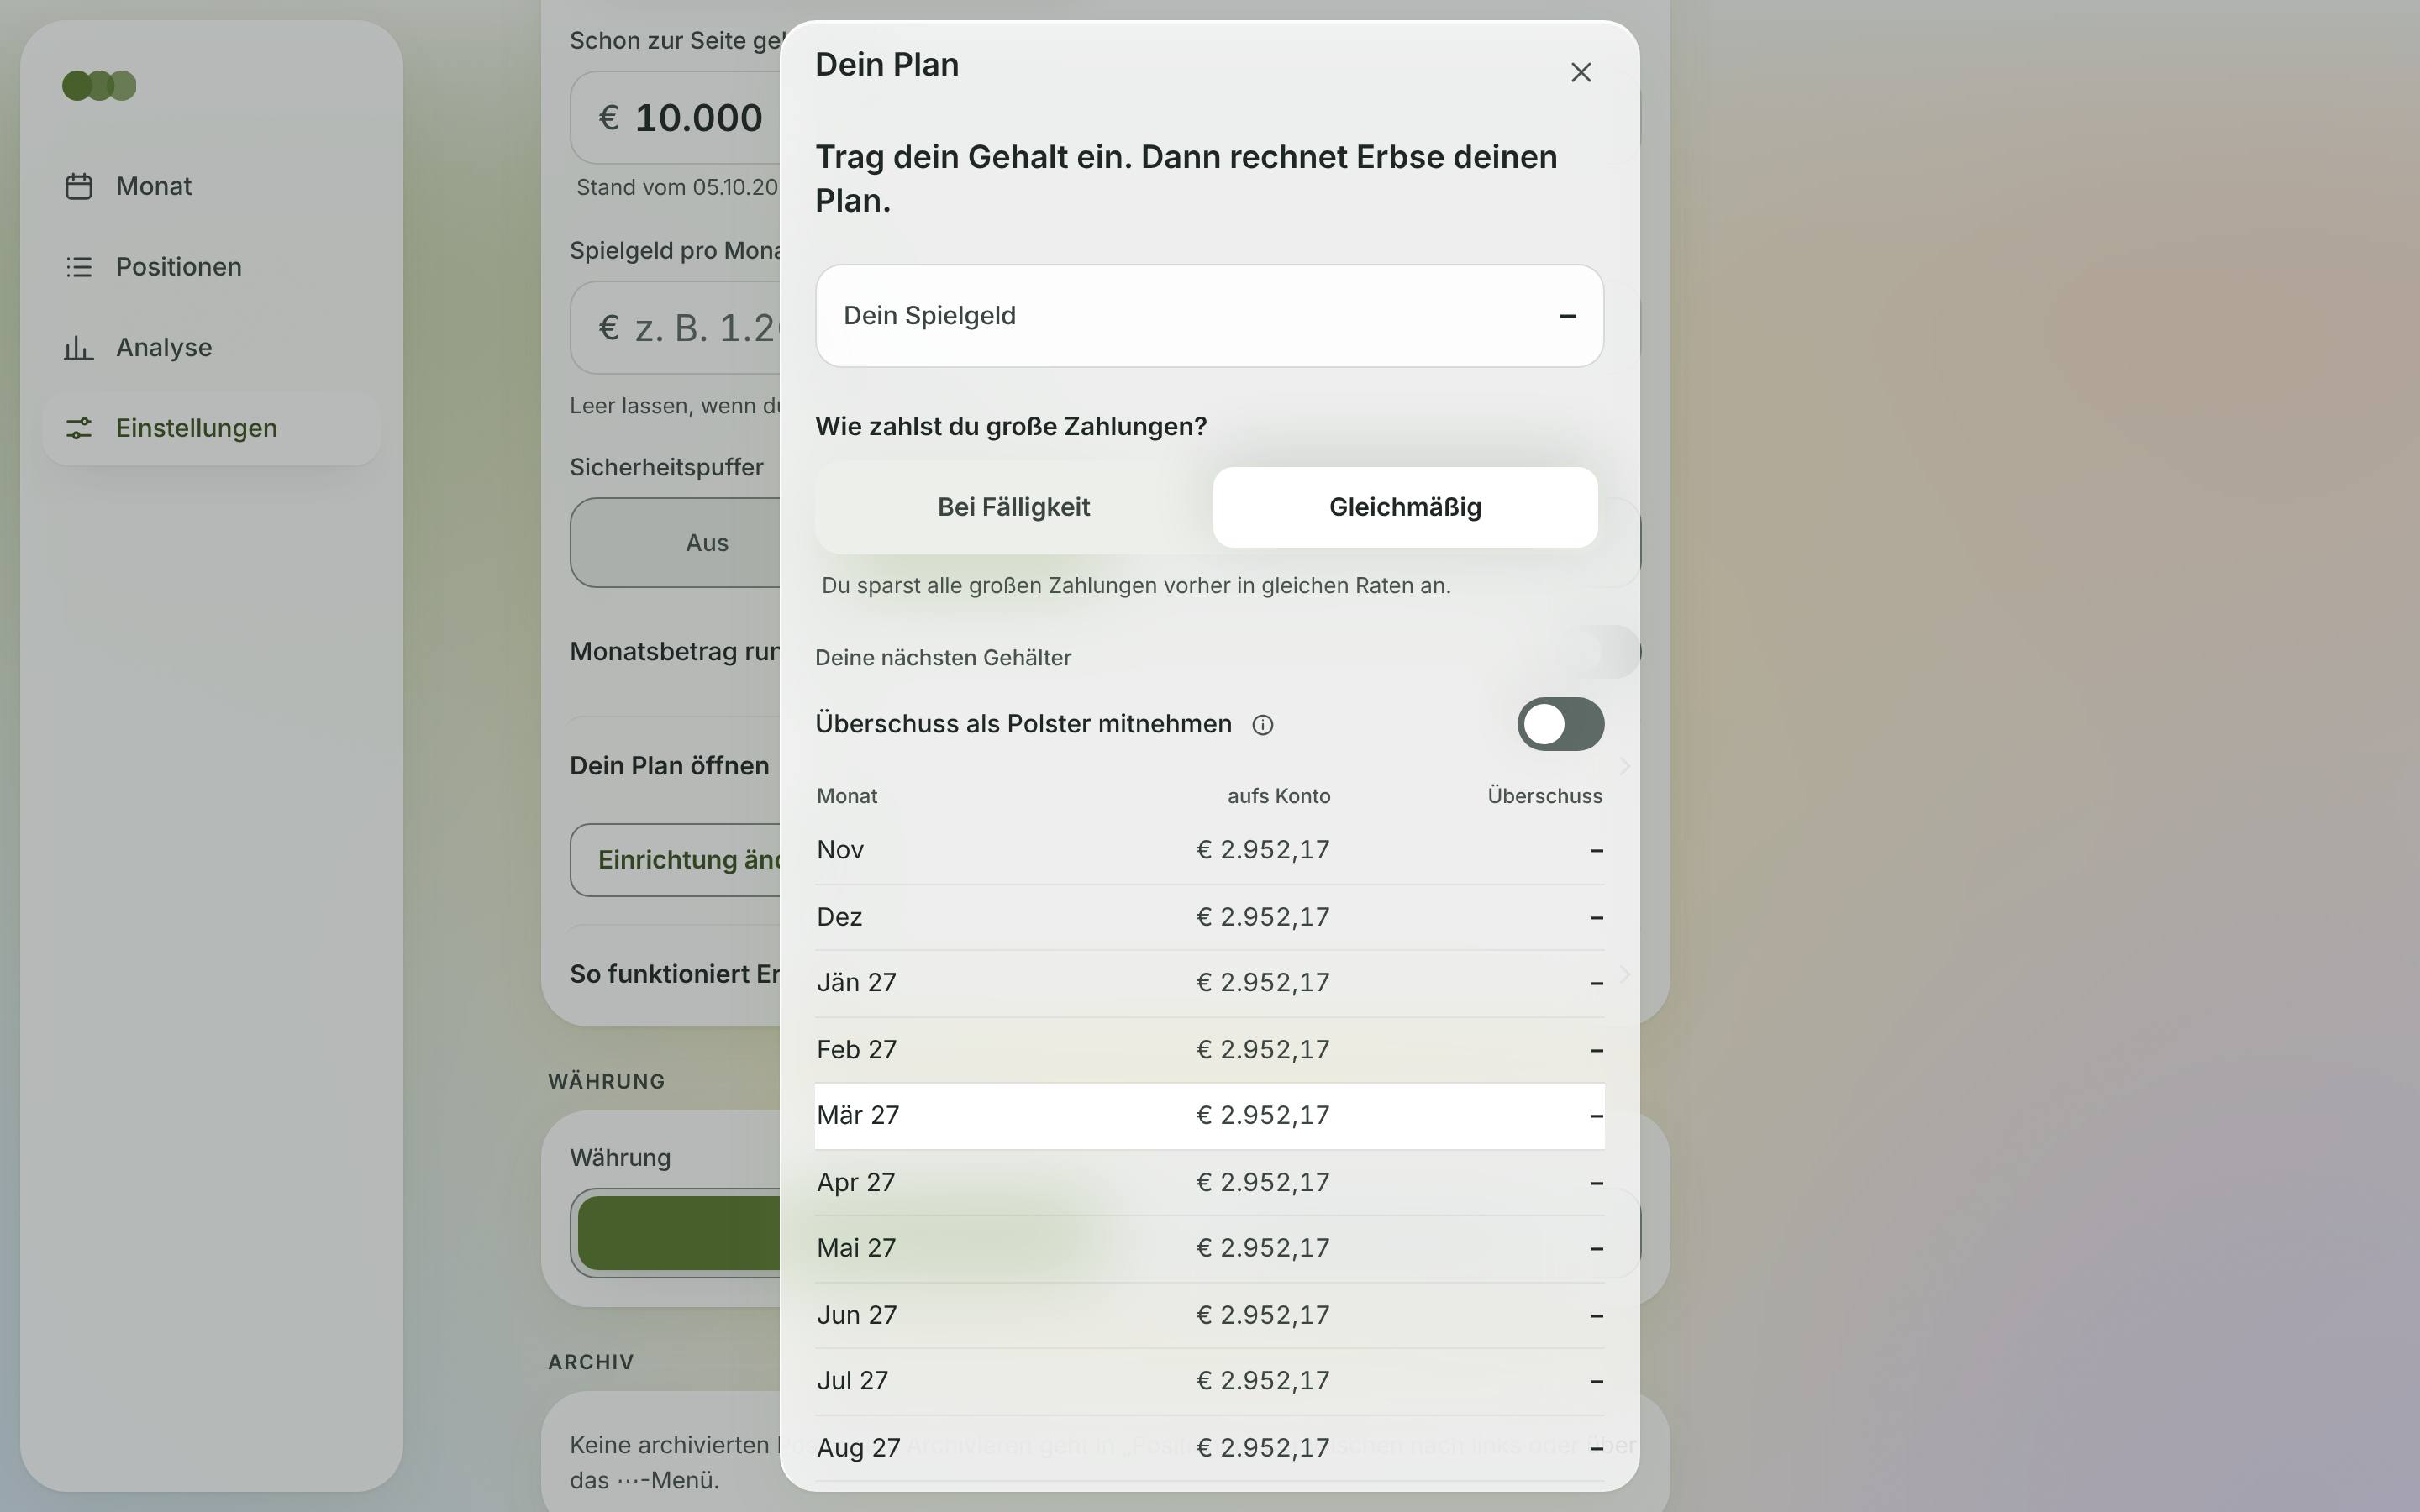 Monat
Positionen
Analyse
Einstellungen
Schon zur Seite
€ 10.000
Stand vom 05.10.20
Spielgeld pro
€ z. B. 1.2
Leer lassen, wenn
Sicherheitspuffer
Aus
Monatsbetrag
Dein Plan öffnen
Einrichtung
So funktioniert
WÄHRUNG
Währung
ARCHIV
Keine archivierten
das ···-Menü.
Dein Plan
Trag dein Gehalt ein. Dann rechnet Erbse deinen
Plan.
Dein Spielgeld –
Wie zahlst du große Zahlungen?
Bei Fälligkeit Gleichmäßig
Du sparst alle großen Zahlungen vorher in gleichen Raten an.
Deine nächsten Gehälter
Überschuss als Polster mitnehmen
Monat aufs Konto Überschuss
Nov € 2.952,17 –
Dez € 2.952,17 –
Jän 27 € 2.952,17 –
Feb 27 € 2.952,17 –
Mär 27 € 2.952,17 –
Apr 27 € 2.952,17 –
Mai 27 € 2.952,17 –
Jun 27 € 2.952,17 –
Jul 27 € 2.952,17 –
Aug 27 € 2.952,17 –